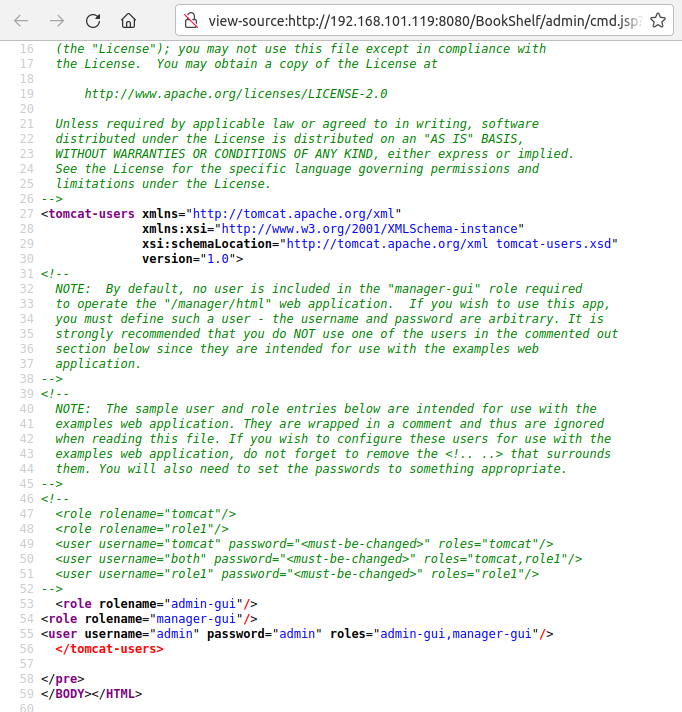 view-source:http://192.168.101.119:8080/BookShelf/admin/cmd.jsp?
16 (the "License"); you may not use this file except in compliance with
17 the License.  You may obtain a copy of the License at
18
19 http://www.apache.org/licenses/LICENSE-2.0
20
21 Unless required by applicable law or agreed to in writing, software
22 distributed under the License is distributed on an "AS IS" BASIS,
23 WITHOUT WARRANTIES OR CONDITIONS OF ANY KIND, either express or implied.
24 See the License for the specific language governing permissions and
25 limitations under the License.
26 -->
27 <tomcat-users xmlns="http://tomcat.apache.org/xml"
28 xmlns:xsi="http://www.w3.org/2001/XMLSchema-instance"
29 xsi:schemaLocation="http://tomcat.apache.org/xml tomcat-users.xsd"
30 version="1.0">
31 <!--
32 NOTE:  By default, no user is included in the "manager-gui" role required
33 to operate the "/manager/html" web application.  If you wish to use this app,
34 you must define such a user - the username and password are arbitrary. It is
35 strongly recommended that you do NOT use one of the users in the commented out
36 section below since they are intended for use with the examples web
37 application.
38 -->
39 <!--
40 NOTE:  The sample user and role entries below are intended for use with the
41 examples web application. They are wrapped in a comment and thus are ignored
42 when reading this file. If you wish to configure these users for use with the
43 examples web application, do not forget to remove the <!.. ..> that surrounds
44 them. You will also need to set the passwords to something appropriate.
45 -->
46 <!--
47 <role rolename="tomcat"/>
48 <role rolename="role1"/>
49 <user username="tomcat" password="<must-be-changed>" roles="tomcat"/>
50 <user username="both" password="<must-be-changed>" roles="tomcat,role1"/>
51 <user username="role1" password="<must-be-changed>" roles="role1"/>
52 -->
53 <role rolename="admin-gui"/>
54 <role rolename="manager-gui"/>
55 <user username="admin" password="admin" roles="admin-gui,manager-gui"/>
56 </tomcat-users>
57
58 </pre>
59 </BODY></HTML>
60